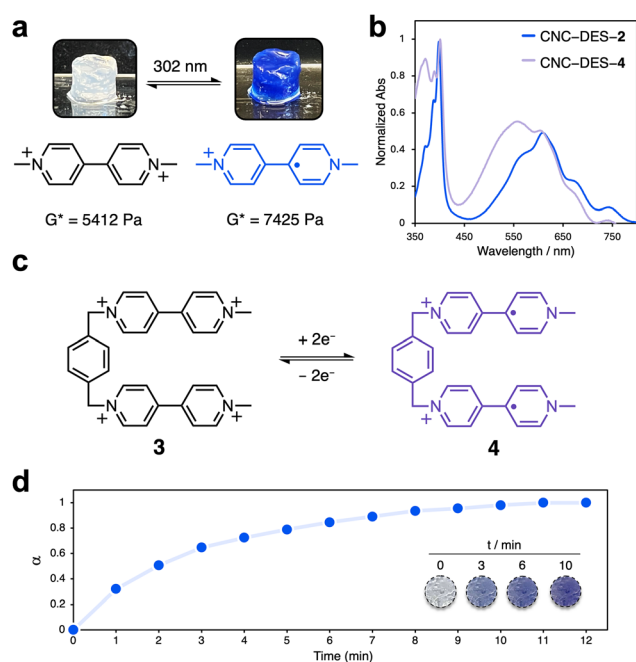 a
302 nm
+
N
N
+
+
N
N
G* = 5412 Pa
G* = 7425 Pa
b
CNC–DES–2
CNC–DES–4
Normalized Abs
1
0.8
0.6
0.4
0.2
0
350
450
550
650
750
Wavelength / nm)
c
+
N
+
N
+
N
+
N
3
+ 2e⁻
– 2e⁻
+
N
N
+
N
N
4
d
α
1
0.8
0.6
0.4
0.2
0
0
1
2
3
4
5
6
7
8
9
10
11
12
Time (min)
t / min
0
3
6
10